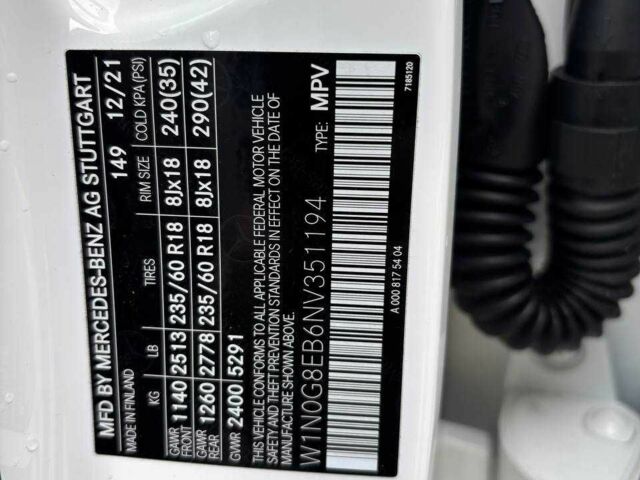 MFD BY MERCEDES-BENZ AG STUTTGART
MADE IN FINLAND 149 12/21
KG LB TIRES RIM SIZE COLD KPA (PSI)
GAWR FRONT 1140 2513 235/60 R18 8Jx18 240(35)
GAWR REAR 1260 2778 235/60 R18 8Jx18 290(42)
GVWR 2400 5291
THIS VEHICLE CONFORMS TO ALL APPLICABLE FEDERAL MOTOR VEHICLE
SAFETY AND THEFT PREVENTION STANDARDS IN EFFECT ON THE DATE OF
MANUFACTURE SHOWN ABOVE.
W1N0G8EB6NV351194 TYPE: MPV
A 000 817 54 04
7185120